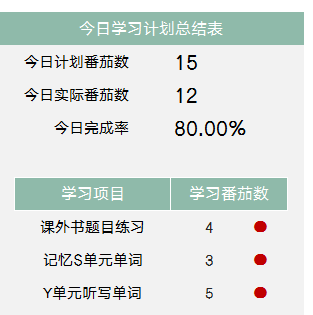 今日学习计划总结表
今日计划番茄数 15
今日实际番茄数 12
今日完成率 80.00%
学习项目 学习番茄数
课外书题目练习 4
记忆S单元单词 3
Y单元听写单词 5